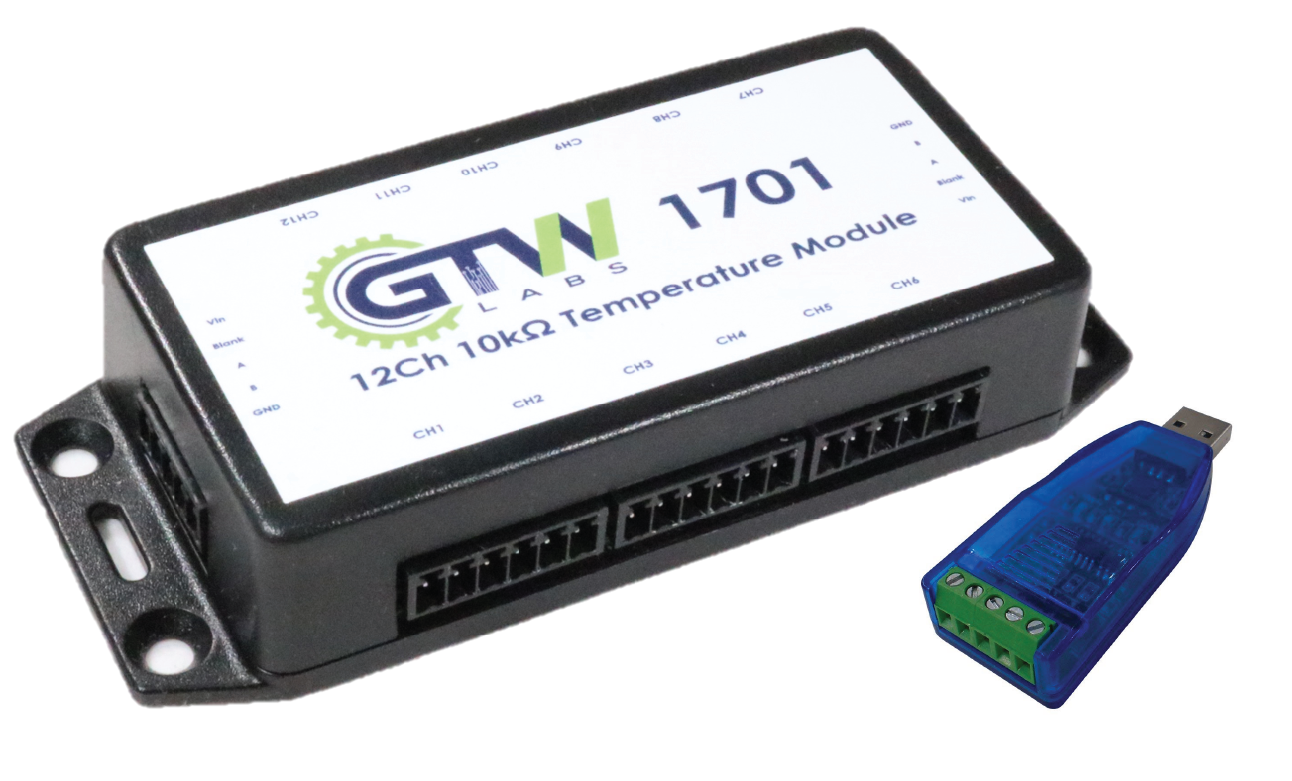 CH12 CH11 CH10 CH9 CH8 CH7
GTW 1701
LABS
12Ch 10kΩ Temperature Module
Vin
Blank
A
B
GND
GND
B
A
Blank
Vin
CH1 CH2 CH3 CH4 CH5 CH6